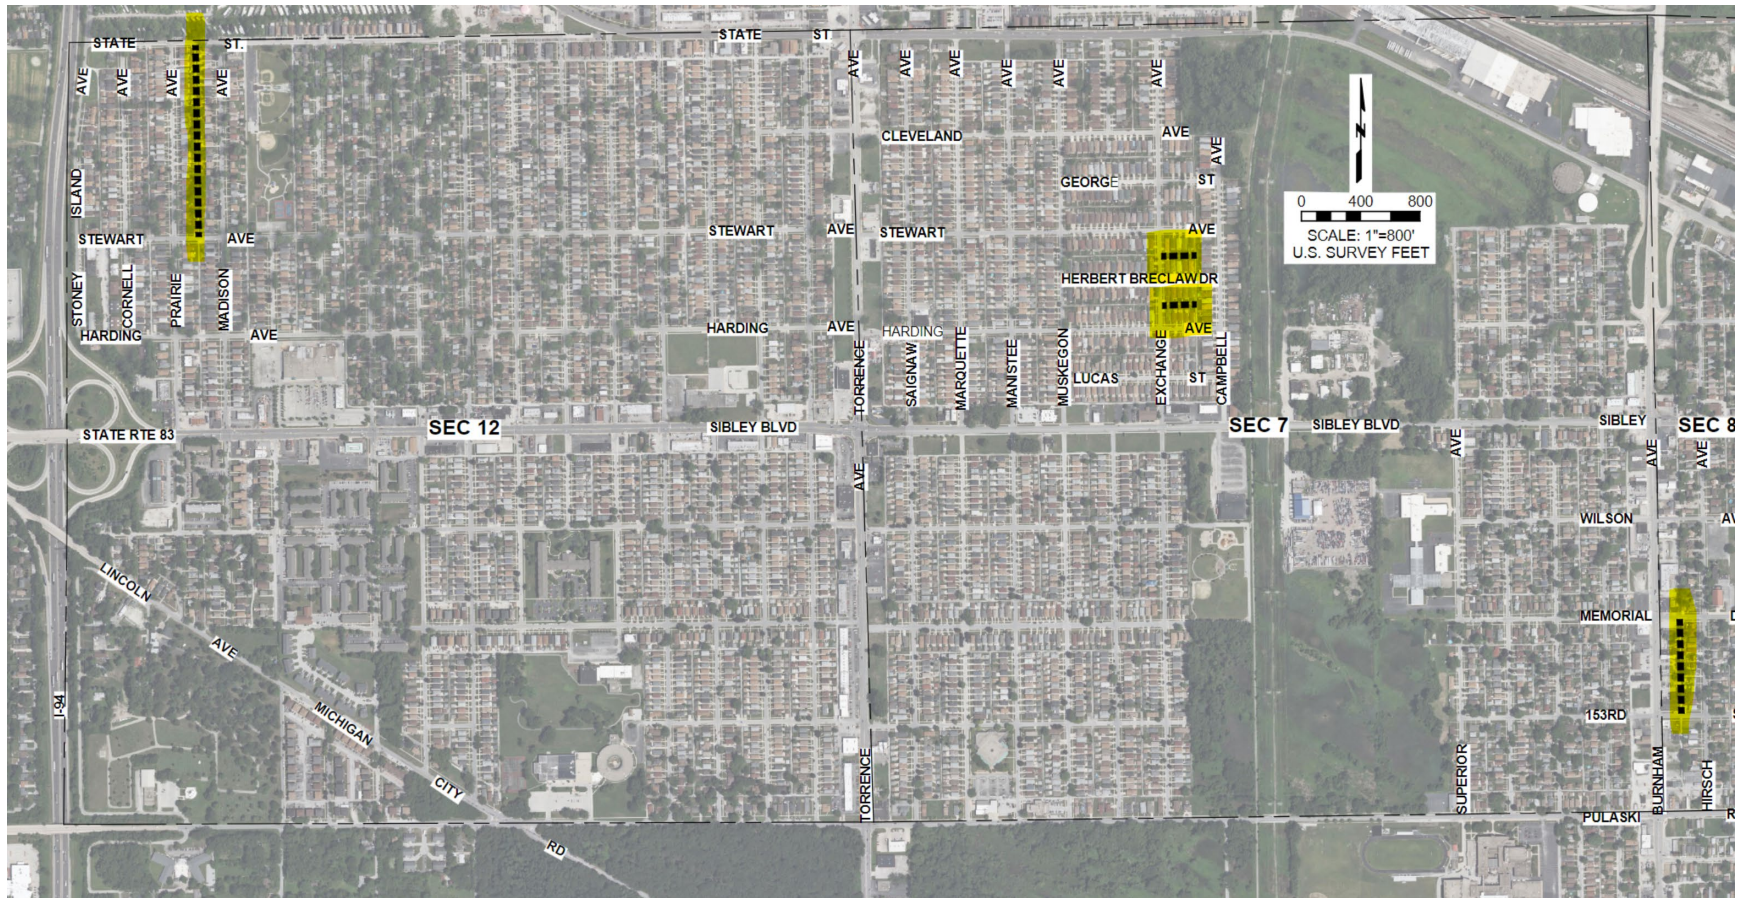 STATE
ST.
STATE
ST.
AVE
AVE
AVE
AVE
AVE
AVE
AVE
AVE
AVE
AVE
CLEVELAND
AVE
AVE
GEORGE
ST
N
0 400 800
SCALE: 1"=800'
U.S. SURVEY FEET
ISLAND
STONEY
STEWART
AVE
STEWART
AVE
STEWART
AVE
CORNELL
PRAIRIE
MADISON
HERBERT BRECLAW DR
HARDING
AVE
HARDING
AVE
HARDING
AVE
TORRENCE
SAIGNAW
MARQUETTE
MANISTEE
MUSKEGON
LUCAS
EXCHANGE
ST
CAMPBELL
STATE RTE 83
SEC 12
SIBLEY BLVD
SEC 7
SIBLEY BLVD
SIBLEY
SEC 8
AVE
AVE
AVE
AVE
WILSON
AV
LINCOLN
AVE
MICHIGAN
CITY
RD
I-94
MEMORIAL
153RD
TORRENCE
SUPERIOR
BURNHAM
HIRSCH
PULASKI